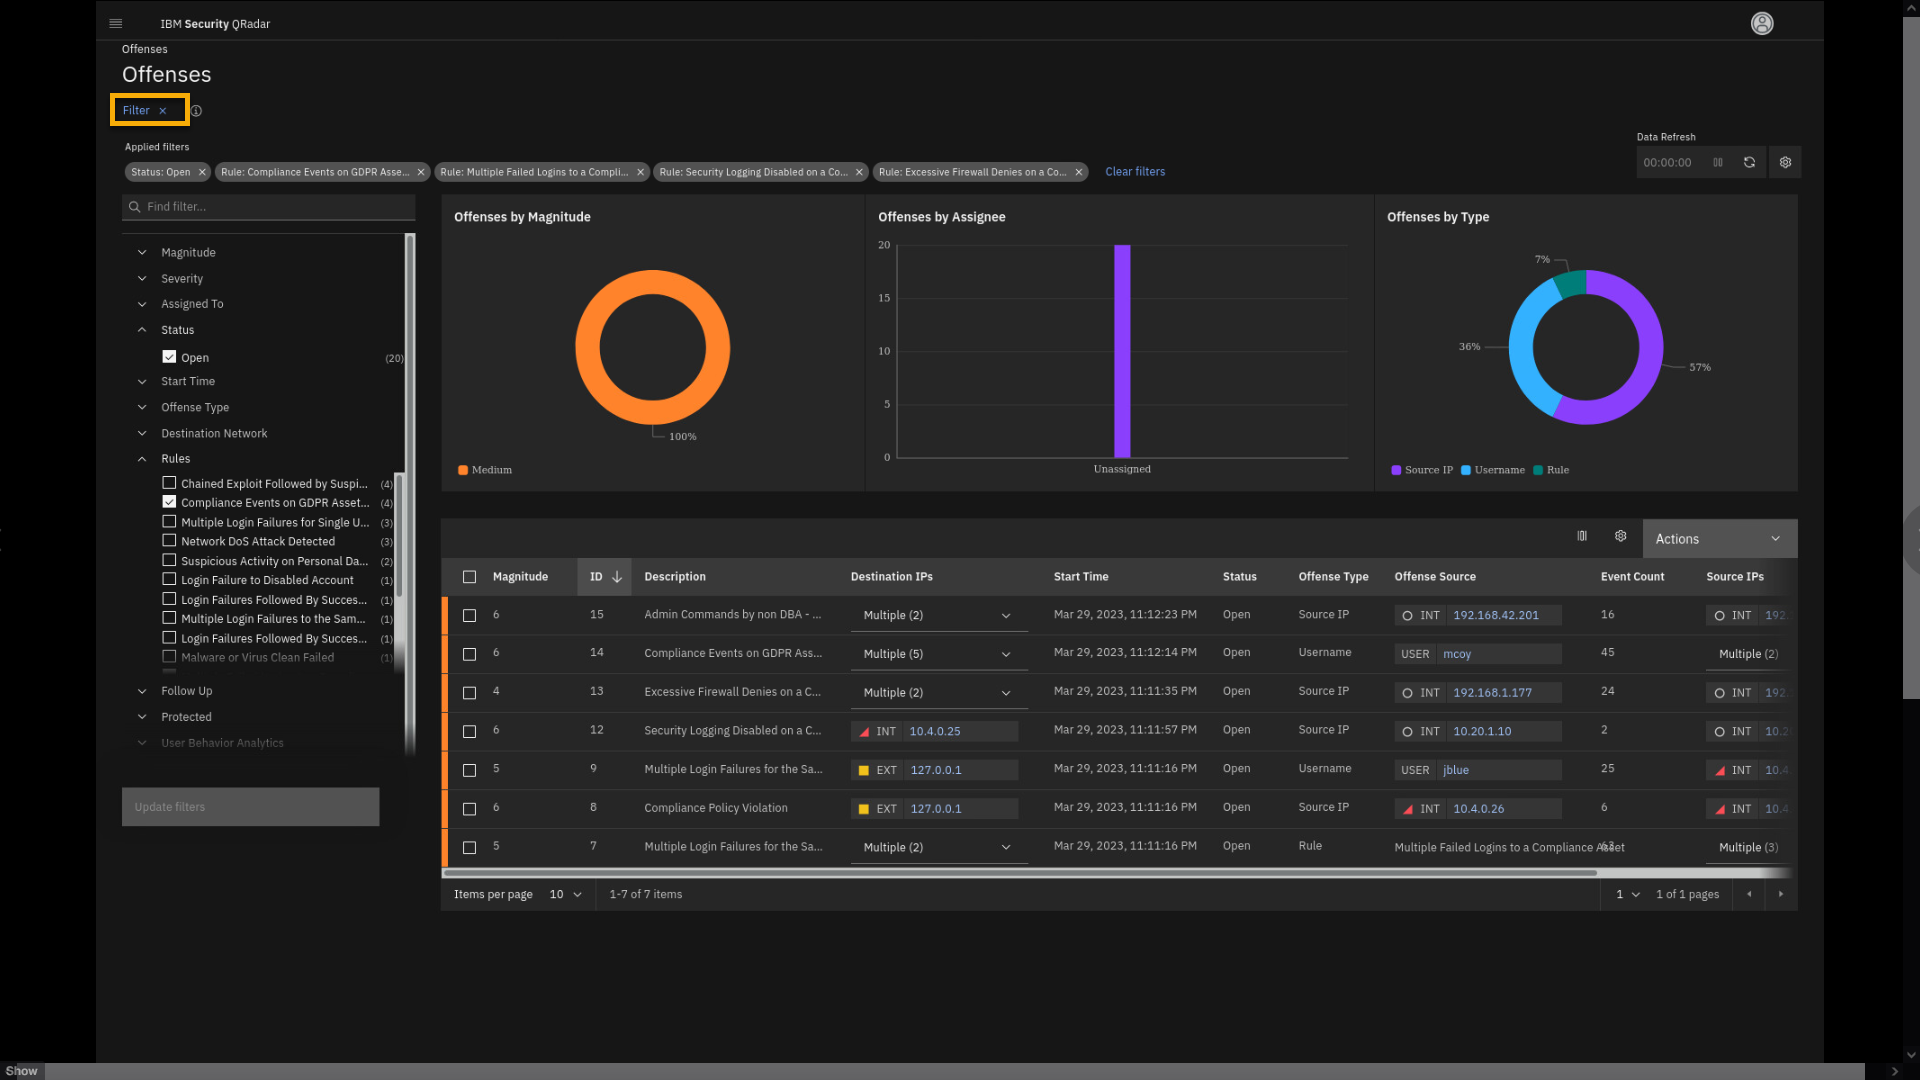 IBM Security QRadar
Offenses
Offenses
Filter ×
Applied filters
Status: Open ×
Rule: Compliance Events on GDPR Asse... ×
Rule: Multiple Failed Logins to a Compli... ×
Rule: Security Logging Disabled on a Co... ×
Rule: Excessive Firewall Denies on a Co... ×
Clear filters
Data Refresh
00:00:00
Find filter...
Magnitude
Severity
Assigned To
Status
Open (20)
Start Time
Offense Type
Destination Network
Rules
Chained Exploit Followed by Suspi... (4)
Compliance Events on GDPR Asset... (4)
Multiple Login Failures for Single U... (3)
Network DoS Attack Detected (3)
Suspicious Activity on Personal Da... (2)
Login Failure to Disabled Account (1)
Login Failures Followed By Succes... (1)
Multiple Login Failures to the Sam... (1)
Login Failures Followed By Succes... (1)
Malware or Virus Clean Failed (1)
Follow Up
Protected
User Behavior Analytics
Update filters
Offenses by Magnitude
100%
Medium
Offenses by Assignee
20
15
10
5
0
Unassigned
Offenses by Type
7%
36%
57%
Source IP Username Rule
Actions
Magnitude ID Description Destination IPs Start Time Status Offense Type Offense Source Event Count Source IPs
6 15 Admin Commands by non DBA - ... Multiple (2) Mar 29, 2023, 11:12:23 PM Open Source IP INT 192.168.42.201 16 INT 192.
6 14 Compliance Events on GDPR Ass... Multiple (5) Mar 29, 2023, 11:12:14 PM Open Username USER mcoy 45 Multiple (2)
4 13 Excessive Firewall Denies on a C... Multiple (2) Mar 29, 2023, 11:11:35 PM Open Source IP INT 192.168.1.177 24 INT 192.
6 12 Security Logging Disabled on a C... INT 10.4.0.25 Mar 29, 2023, 11:11:57 PM Open Source IP INT 10.20.1.10 2 INT 10.2
5 9 Multiple Login Failures for the Sa... EXT 127.0.0.1 Mar 29, 2023, 11:11:16 PM Open Username USER jblue 25 INT 10.4
6 8 Compliance Policy Violation EXT 127.0.0.1 Mar 29, 2023, 11:11:16 PM Open Source IP INT 10.4.0.26 6 INT 10.4
5 7 Multiple Login Failures for the Sa... Multiple (2) Mar 29, 2023, 11:11:16 PM Open Rule Multiple Failed Logins to a Compliance Asset Multiple (3)
Items per page 10 1-7 of 7 items 1 1 of 1 pages
Show